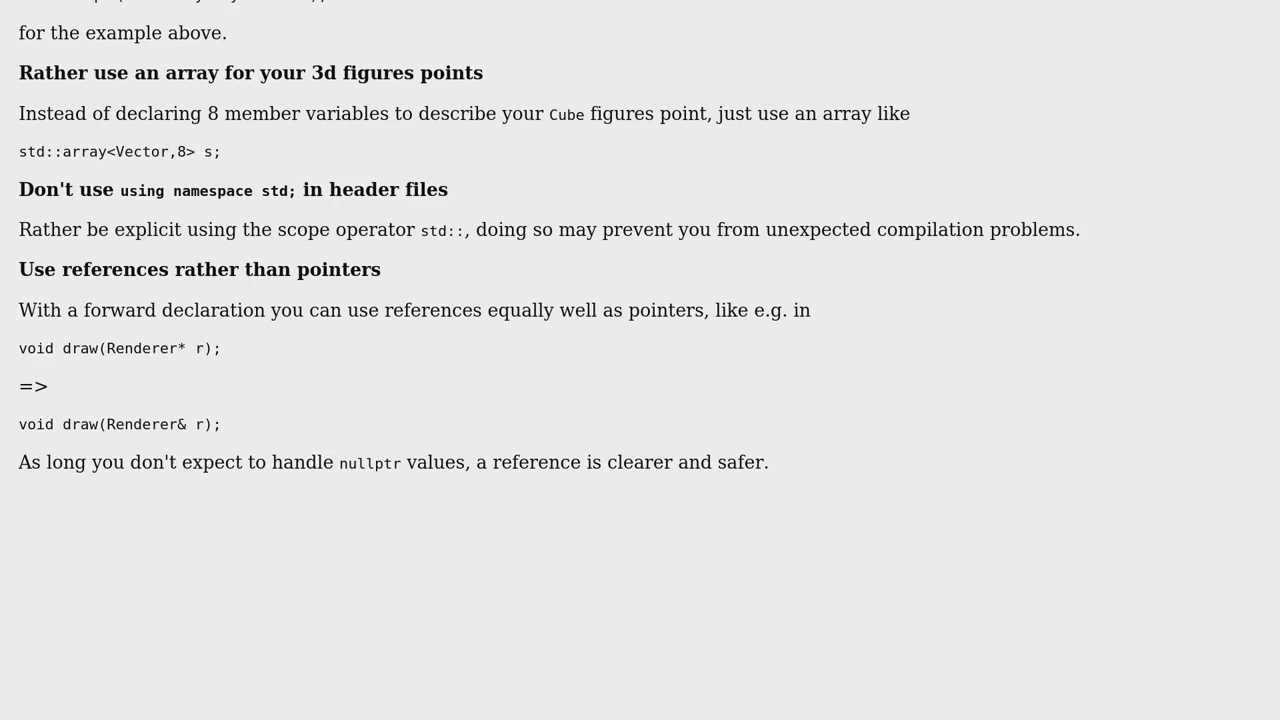 for the example above.
Rather use an array for your 3d figures points
Instead of declaring 8 member variables to describe your Cube figures point, just use an array like
std::array<Vector,8> s;
Don't use using namespace std; in header files
Rather be explicit using the scope operator std::, doing so may prevent you from unexpected compilation problems.
Use references rather than pointers
With a forward declaration you can use references equally well as pointers, like e.g. in
void draw(Renderer* r);
=>
void draw(Renderer& r);
As long you don't expect to handle nullptr values, a reference is clearer and safer.